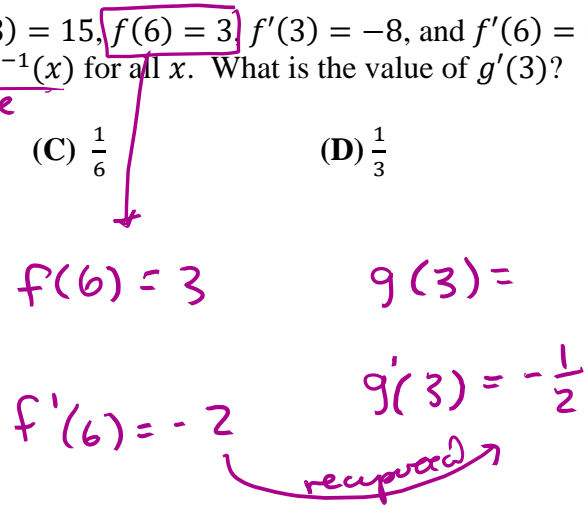 3) = 15, f(6) = 3, f′(3) = −8, and f′(6) =
⁻¹(x) for all x. What is the value of g′(3)?
e
(C) 1/6 (D) 1/3
f(6) = 3 g(3) =
f'(6) = - 2 g'(3) = - 1/2
reciprocal